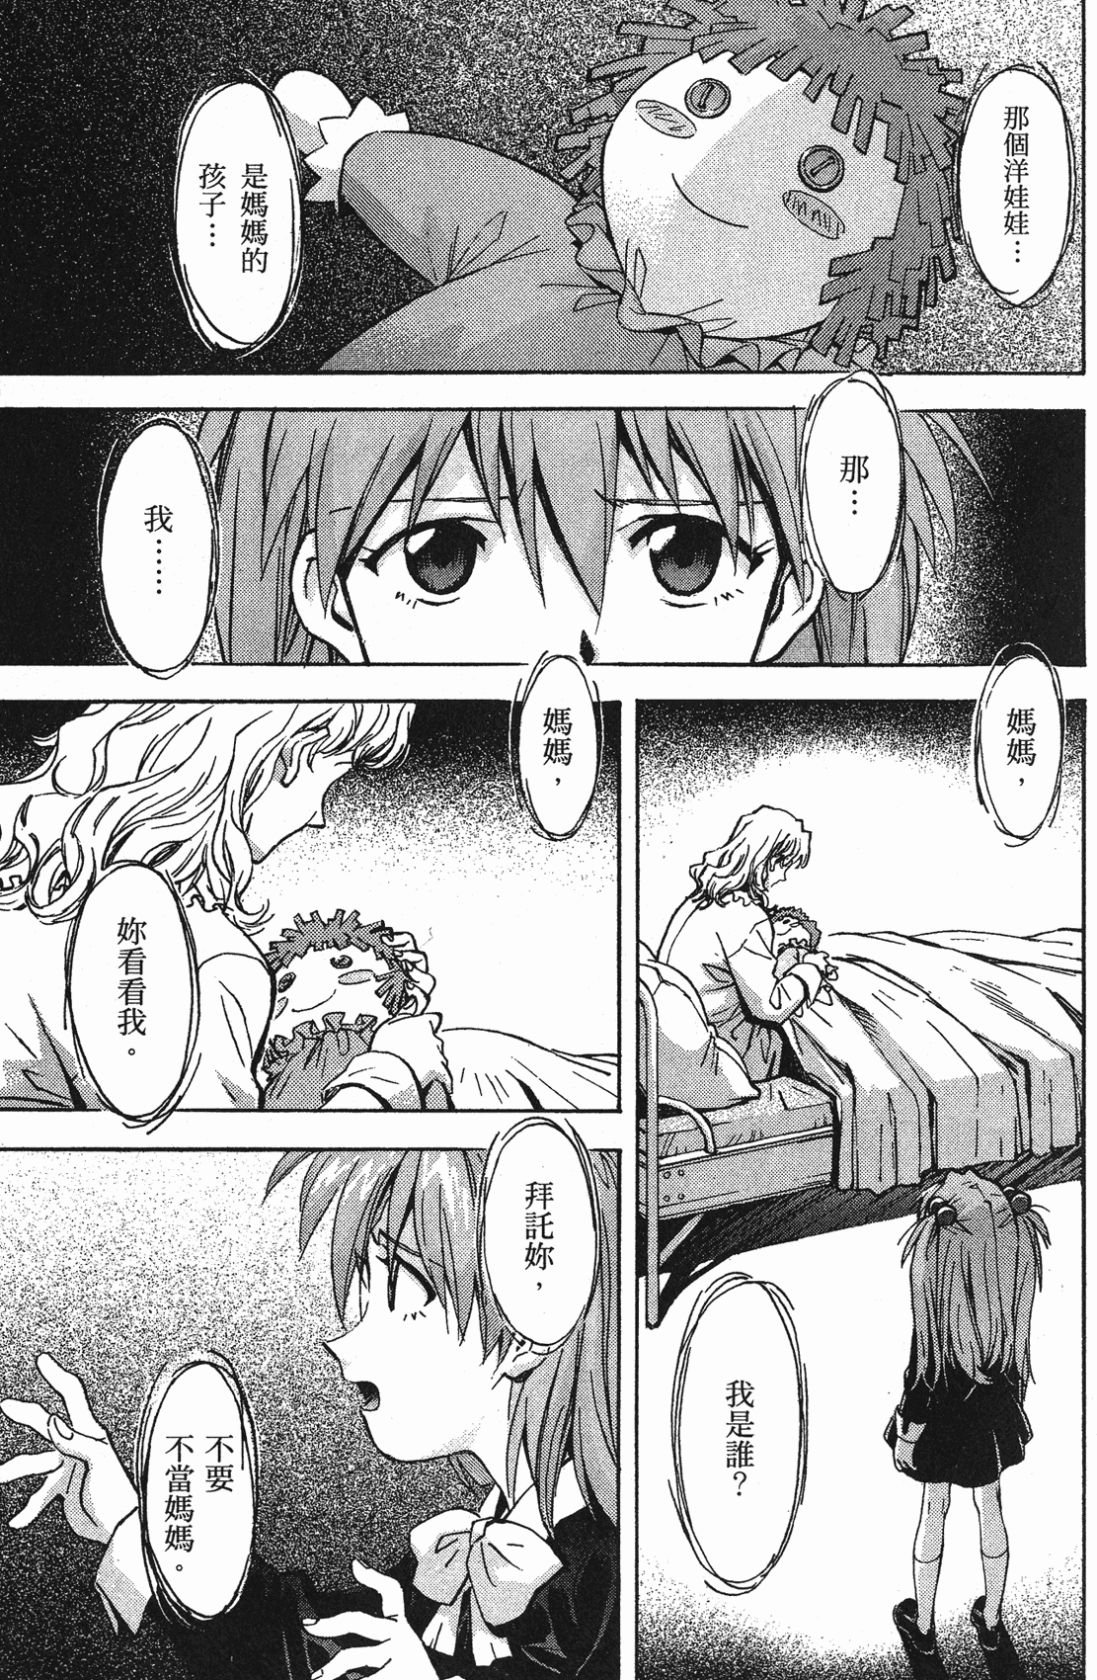 那個洋娃娃…
是媽媽的
孩子…
那…
我……
媽媽，
我是誰？
媽媽，
妳看看我。
拜託妳，
不要
不當媽媽。